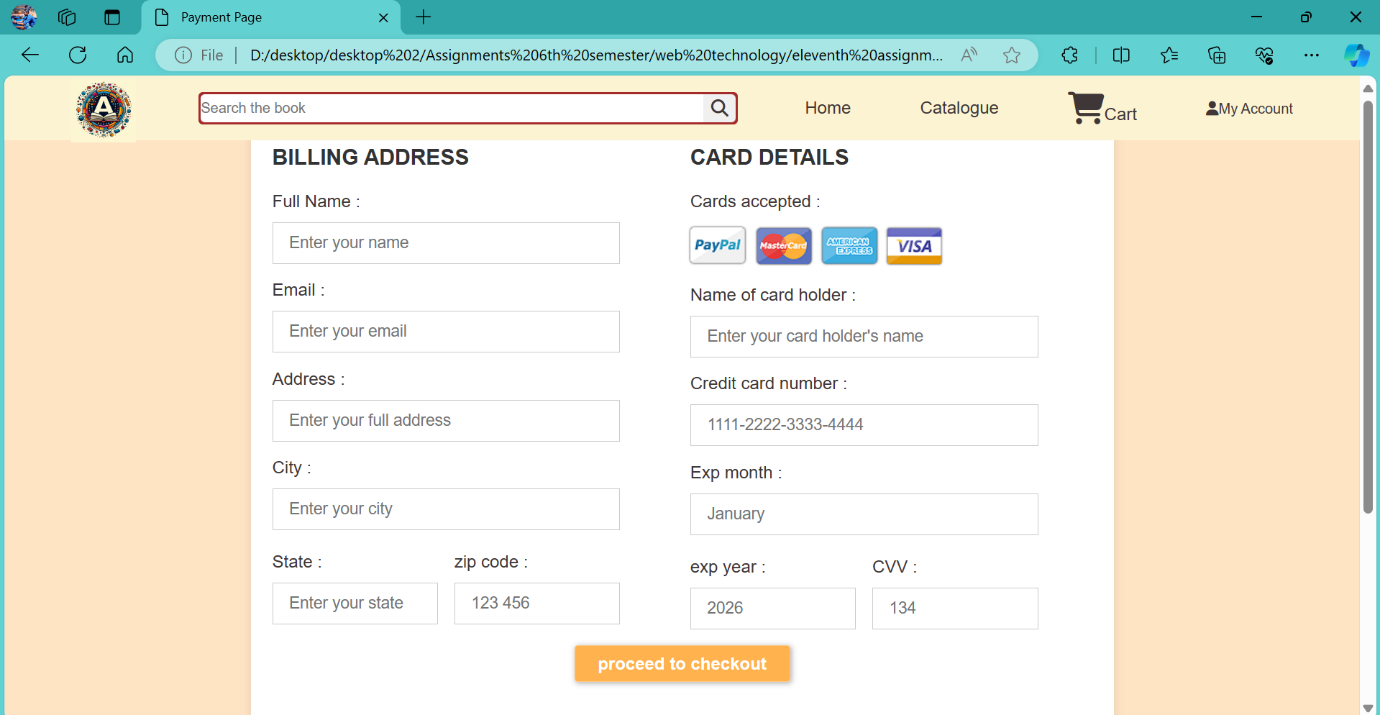 Payment Page
File | D:/desktop/desktop%202/Assignments%206th%20semester/web%20technology/eleventh%20assignm...
A
Search the book
Home
Catalogue
Cart
My Account
BILLING ADDRESS
Full Name :
Enter your name
Email :
Enter your email
Address :
Enter your full address
City :
Enter your city
State :
zip code :
Enter your state
123 456
CARD DETAILS
Cards accepted :
PayPal
MasterCard
AMERICAN
EXPRESS
VISA
Name of card holder :
Enter your card holder's name
Credit card number :
1111-2222-3333-4444
Exp month :
January
exp year :
CVV :
2026
134
proceed to checkout